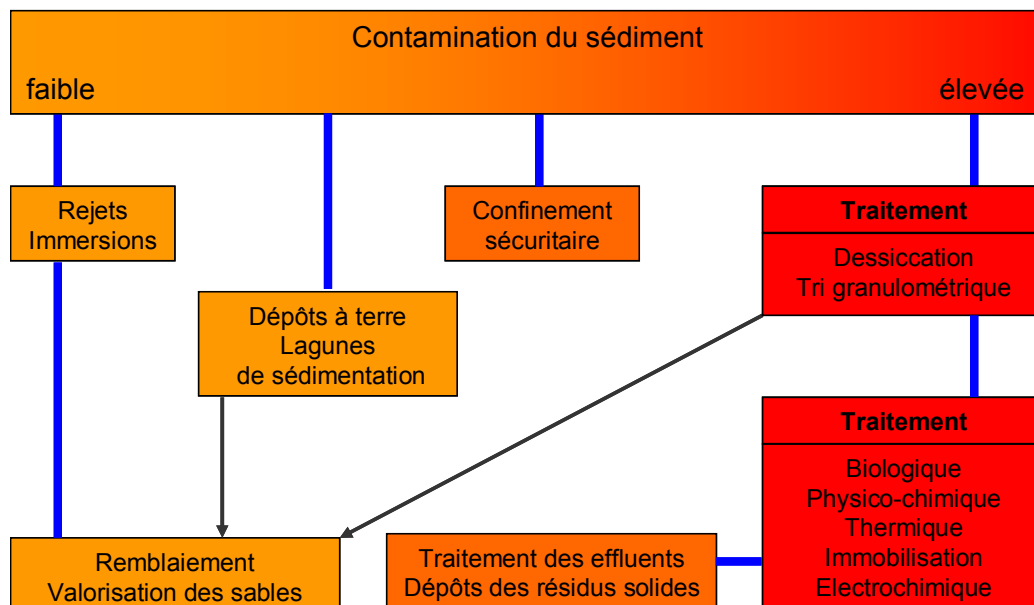 Contamination du sédiment
faible
élevée
Rejets
Immersions
Confinement
sécuritaire
Traitement
Dessiccation
Tri granulométrique
Dépôts à terre
Lagunes
de sédimentation
Traitement
Biologique
Physico-chimique
Thermique
Immobilisation
Electrochimique
Remblaiement
Valorisation des sables
Traitement des effluents
Dépôts des résidus solides